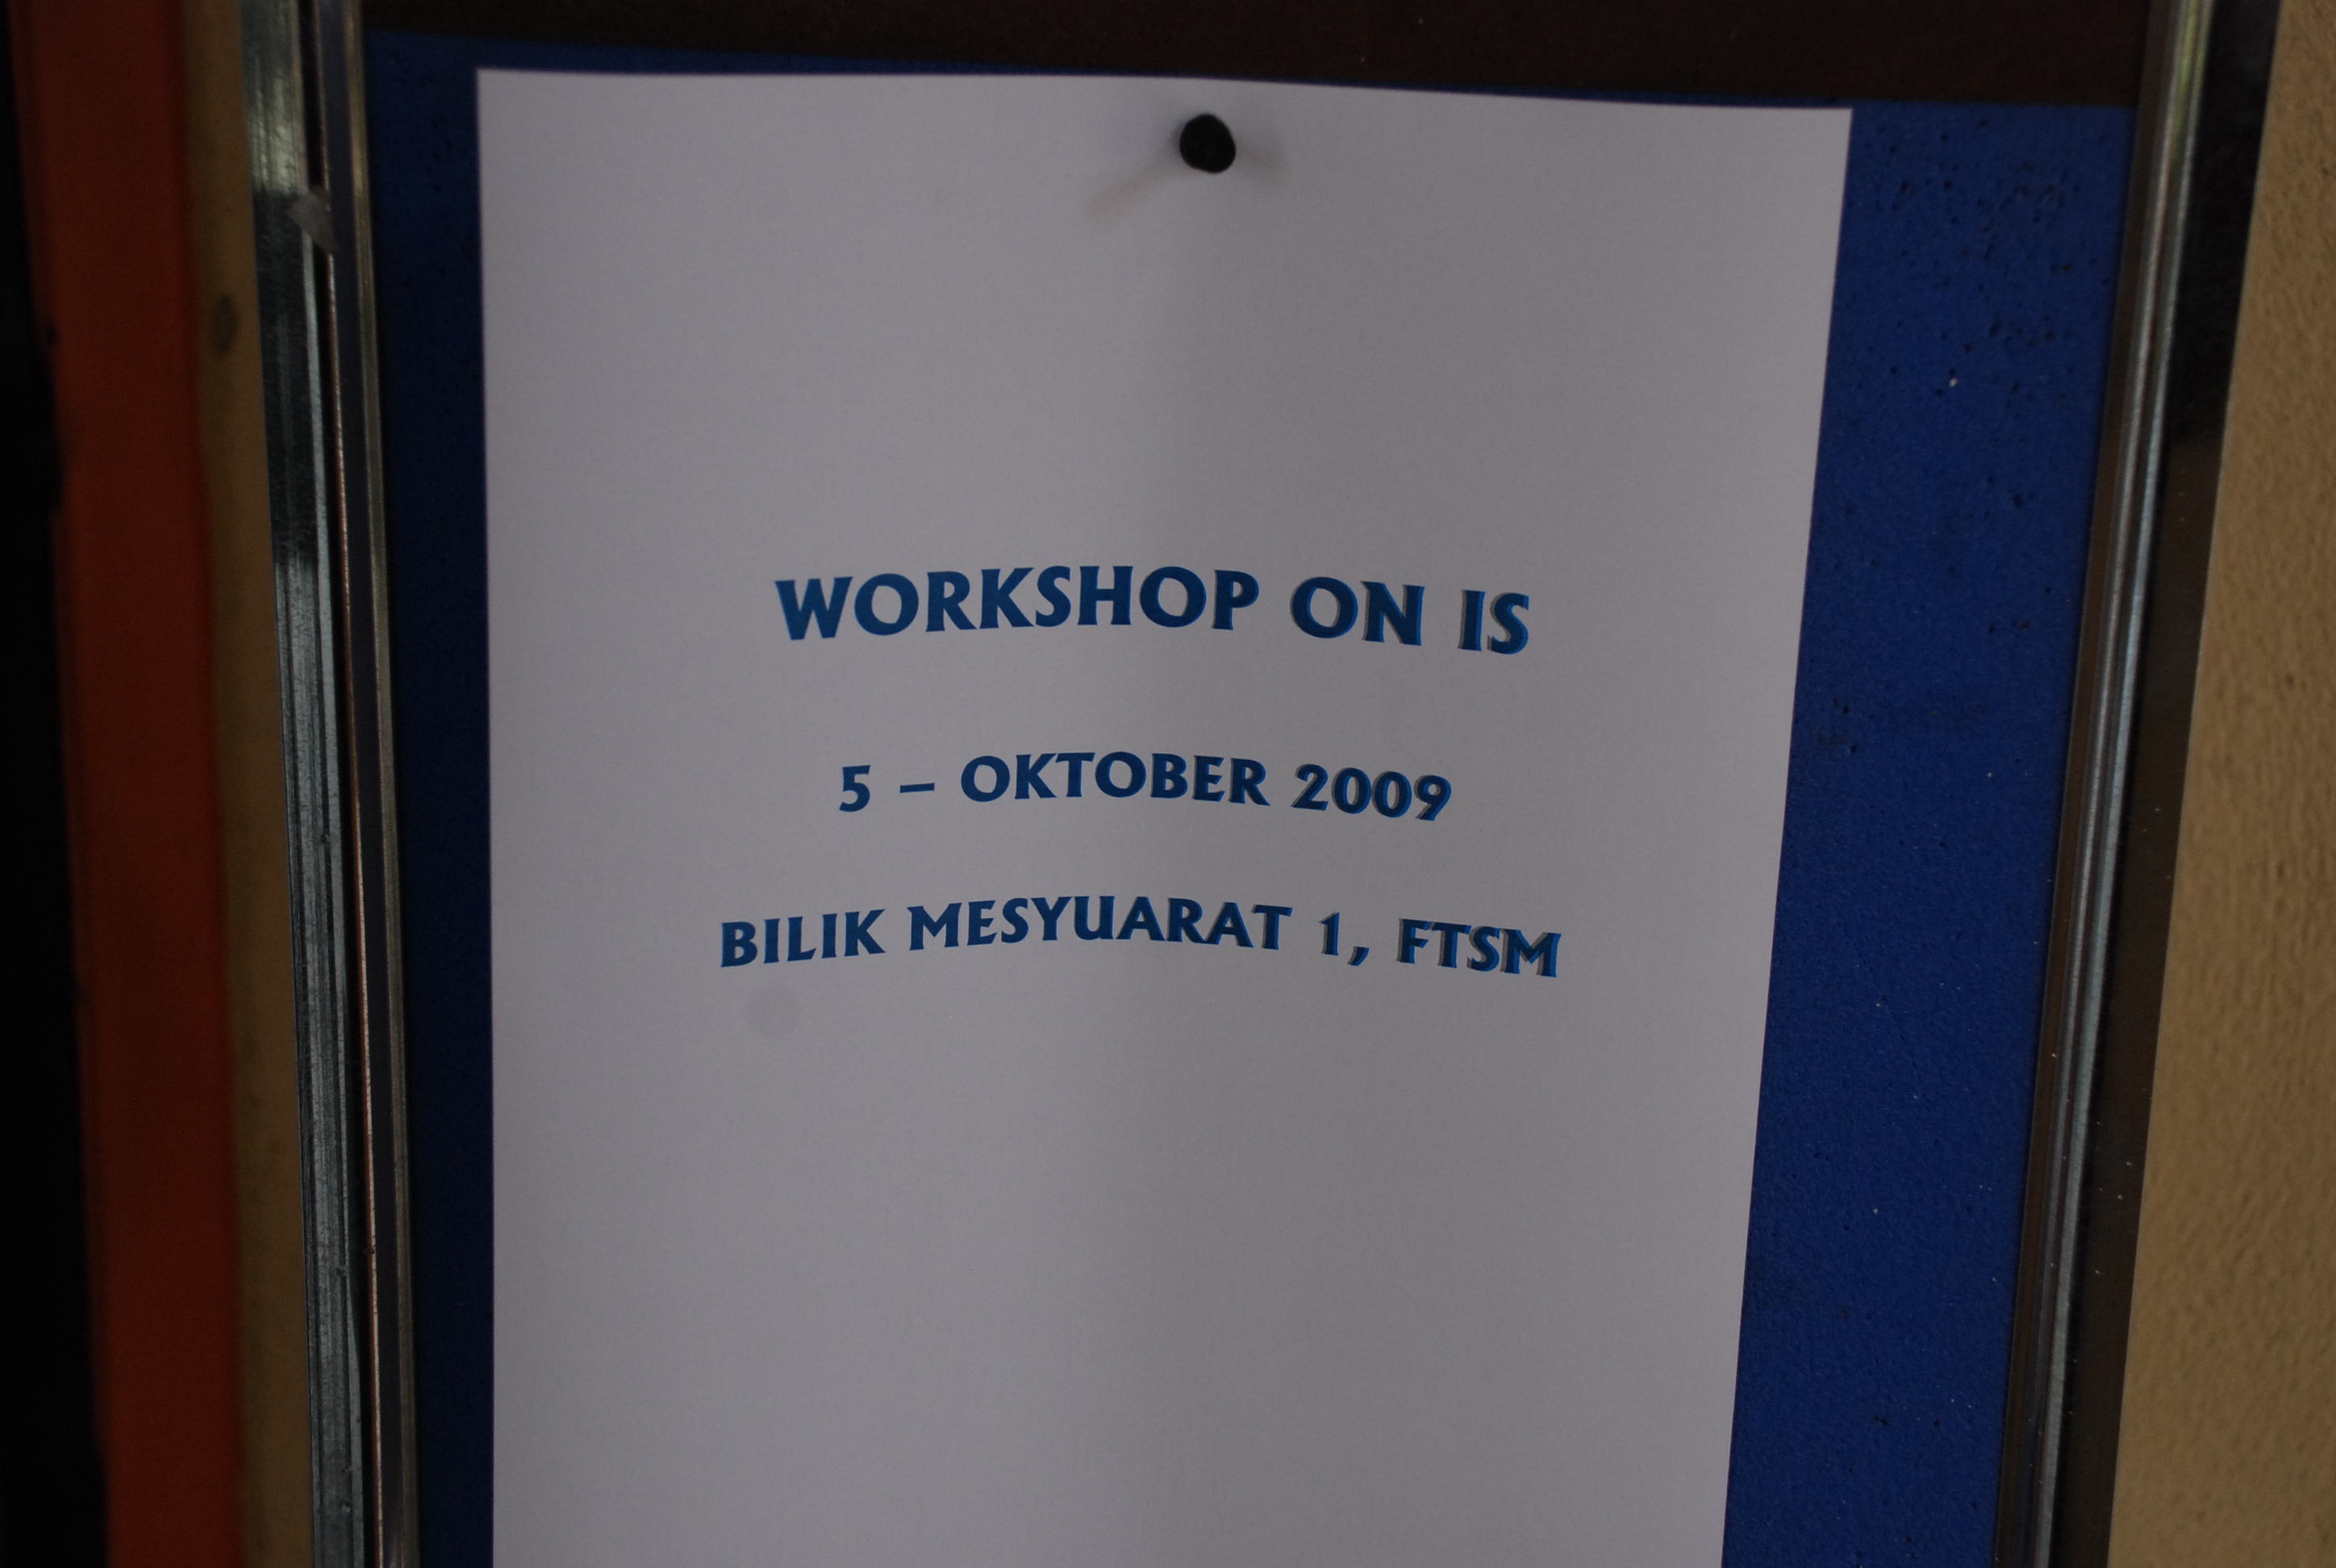 WORKSHOP ON IS
5 – OKTOBER 2009
BILIK MESYUARAT 1, FTSM